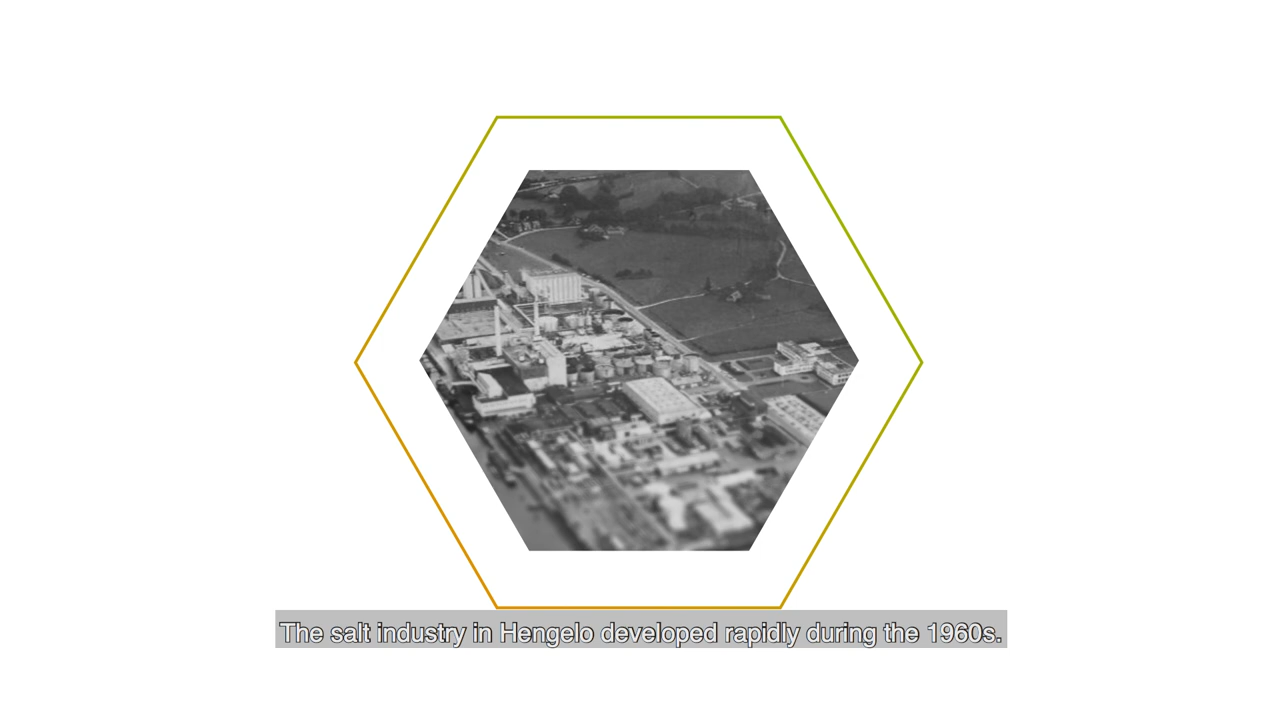 The salt industry in Hengelo developed rapidly during the 1960s.